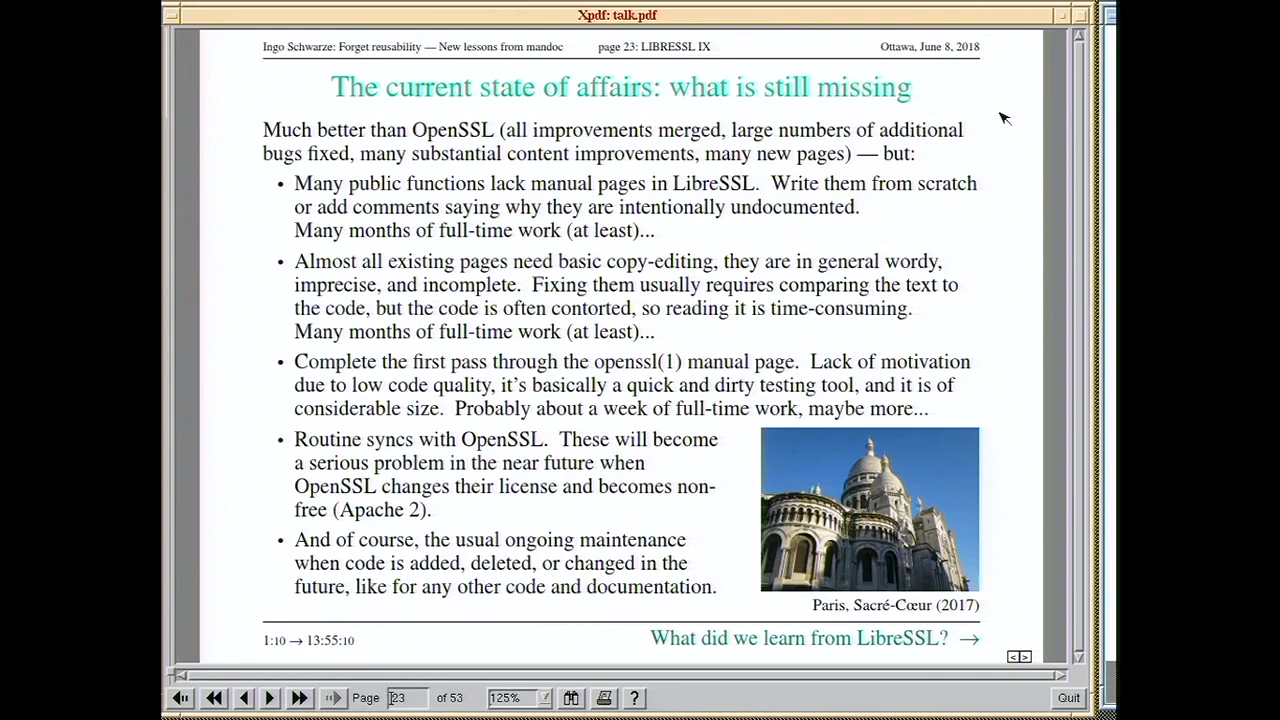 Xpdf: talk.pdf
Ingo Schwarze: Forget reusability — New lessons from mandoc page 23: LIBRESSL IX Ottawa, June 8, 2018
The current state of affairs: what is still missing
Much better than OpenSSL (all improvements merged, large numbers of additional
bugs fixed, many substantial content improvements, many new pages) — but:
• Many public functions lack manual pages in LibreSSL. Write them from scratch
or add comments saying why they are intentionally undocumented.
Many months of full-time work (at least)...
• Almost all existing pages need basic copy-editing, they are in general wordy,
imprecise, and incomplete. Fixing them usually requires comparing the text to
the code, but the code is often contorted, so reading it is time-consuming.
Many months of full-time work (at least)...
• Complete the first pass through the openssl(1) manual page. Lack of motivation
due to low code quality, it's basically a quick and dirty testing tool, and it is of
considerable size. Probably about a week of full-time work, maybe more...
• Routine syncs with OpenSSL. These will become
a serious problem in the near future when
OpenSSL changes their license and becomes non-
free (Apache 2).
• And of course, the usual ongoing maintenance
when code is added, deleted, or changed in the
future, like for any other code and documentation.
Paris, Sacré-Cœur (2017)
1:10 → 13:55:10 What did we learn from LibreSSL? →
Page 23 of 53 125% ? Quit